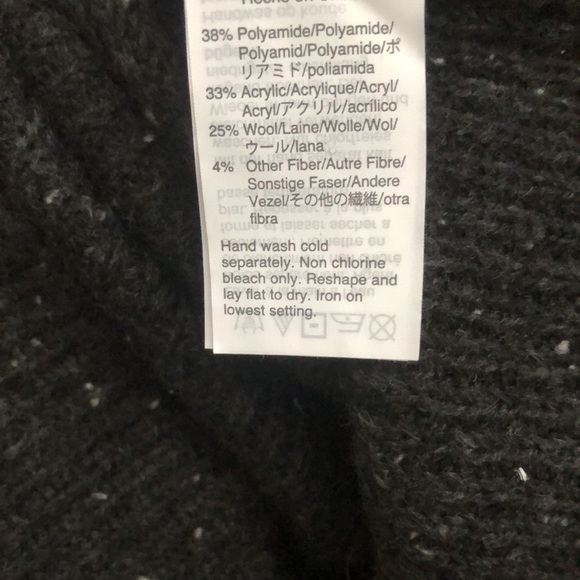 38% Polyamide/Polyamide/
Polyamid/Polyamide/ポ
リアミド/poliamida
33% Acrylic/Acrylique/Acryl/
Acryl/アクリル/acrílico
25% Wool/Laine/Wolle/Wol/
ウール/lana
4% Other Fiber/Autre Fibre/
Sonstige Faser/Andere
Vezel/その他の繊維/otra
fibra
Hand wash cold
separately. Non chlorine
bleach only. Reshape and
lay flat to dry. Iron on
lowest setting.